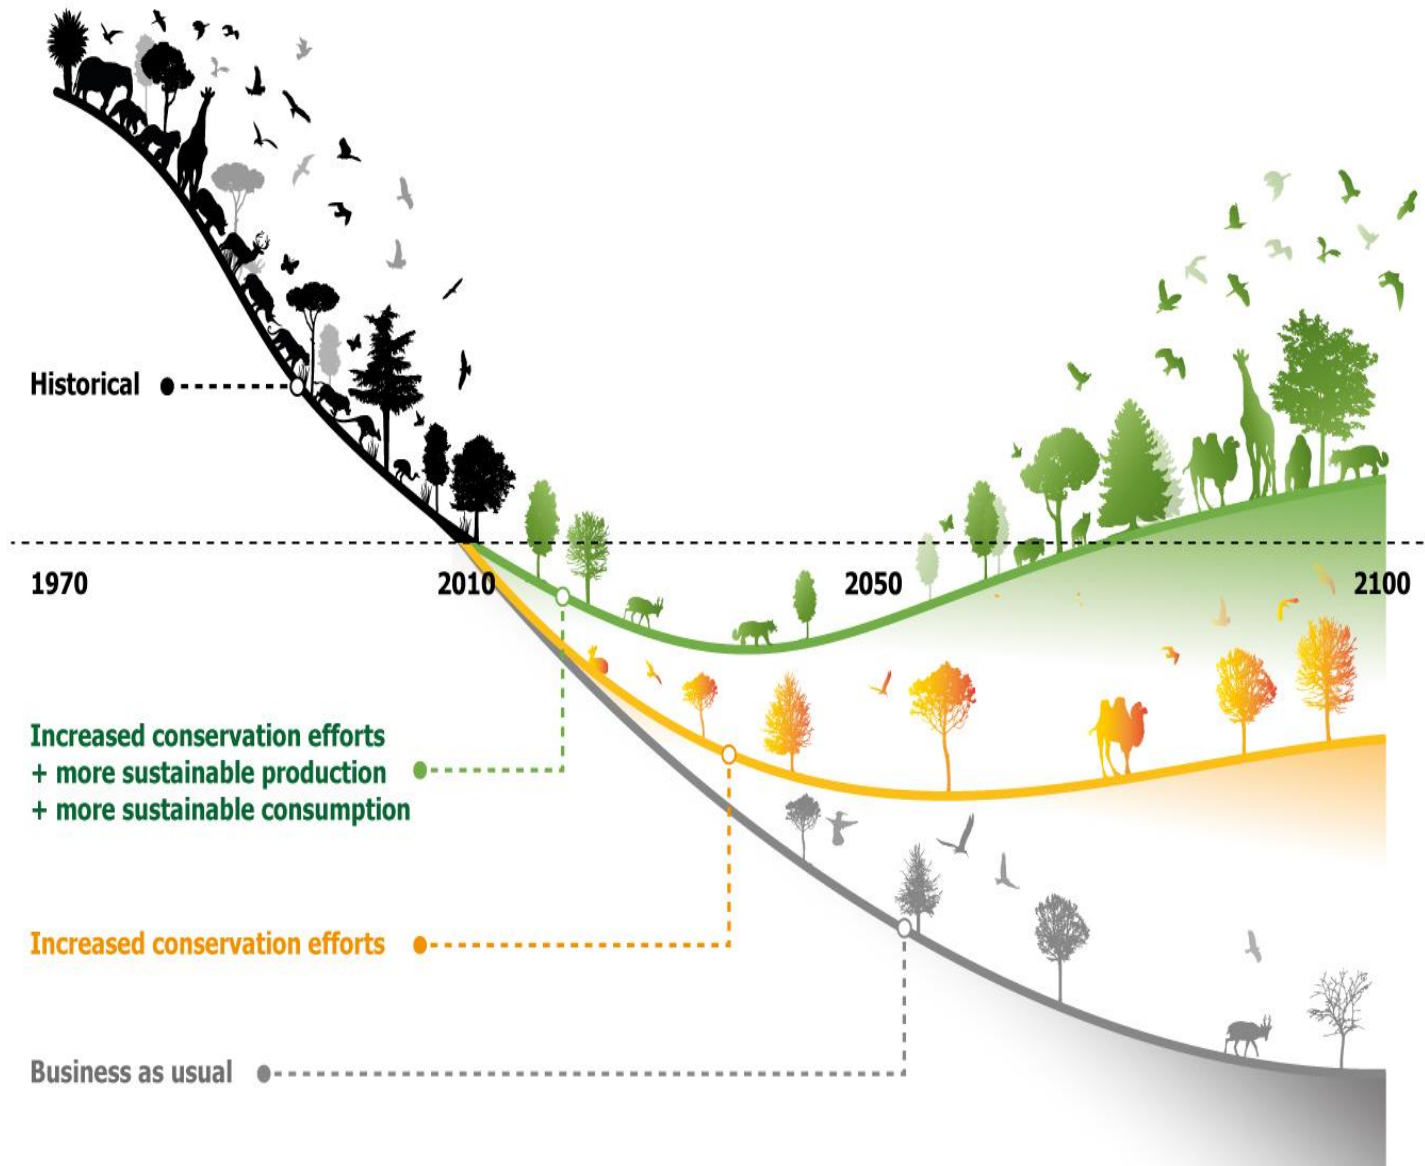 Historical
1970
2010
2050
2100
Increased conservation efforts
+ more sustainable production
+ more sustainable consumption
Increased conservation efforts
Business as usual